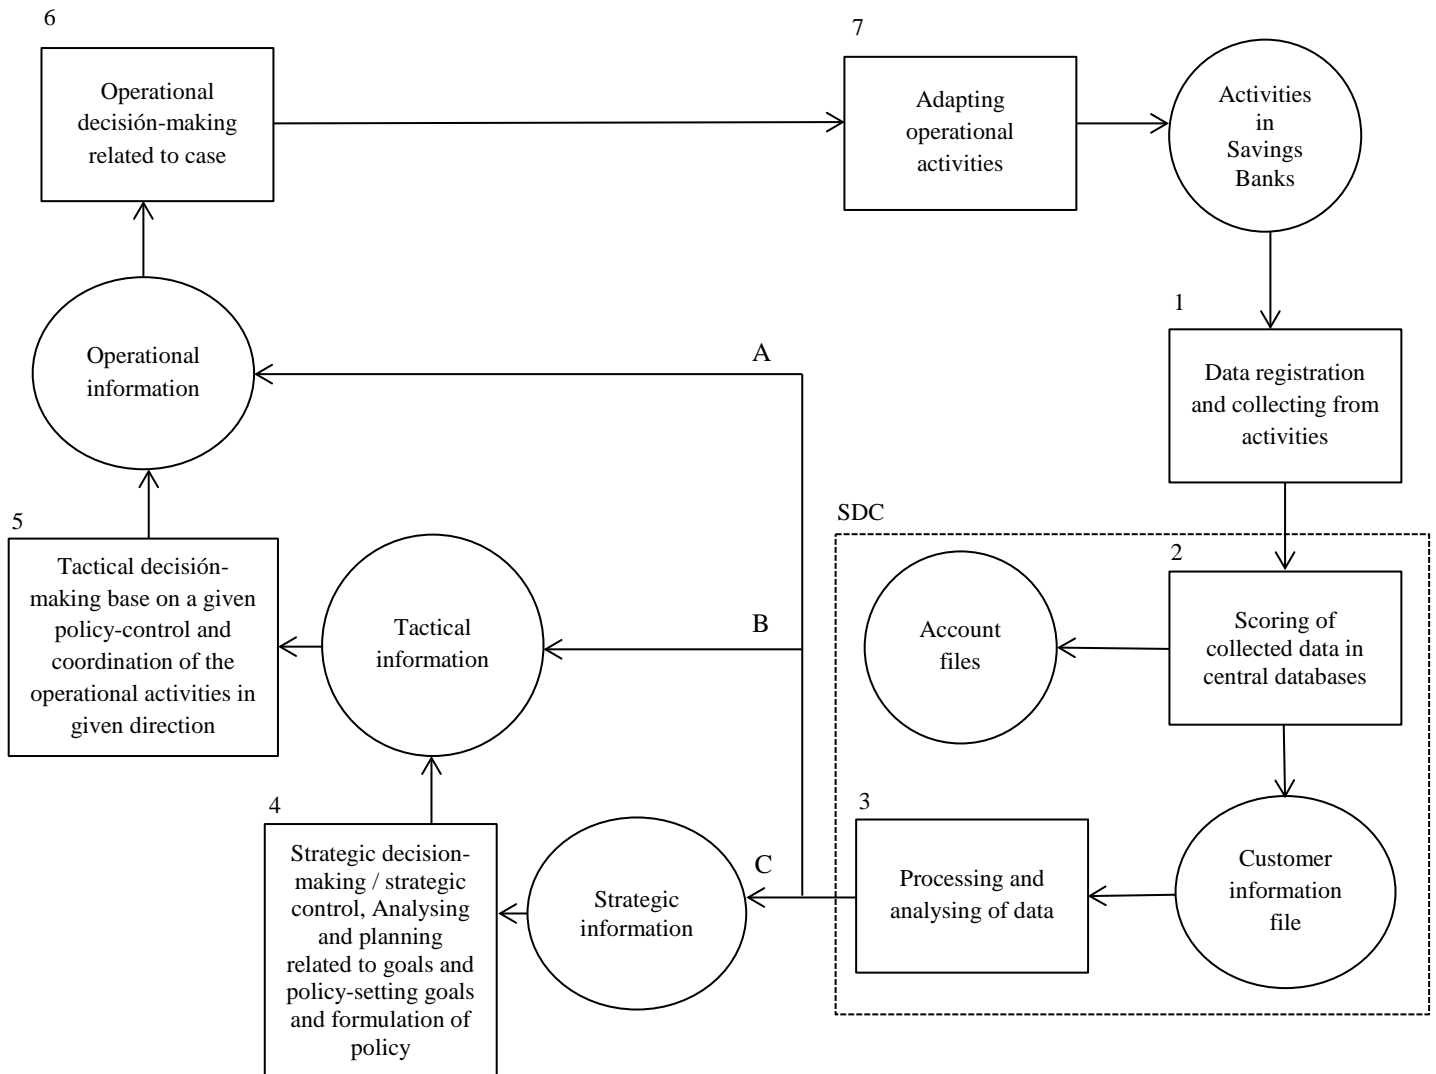 6
Operational
decisión-making
related to case
7
Adapting
operational
activities
Activities
in
Savings
Banks
1
Data registration
and collecting from
activities
Operational
information
A
SDC
2
Scoring of
collected data in
central databases
Account
files
5
Tactical decisión-
making base on a given
policy-control and
coordination of the
operational activities in
given direction
Tactical
information
B
3
Processing and
analysing of data
Customer
information
file
4
Strategic decision-
making / strategic
control, Analysing
and planning
related to goals and
policy-setting goals
and formulation of
policy
Strategic
information
C